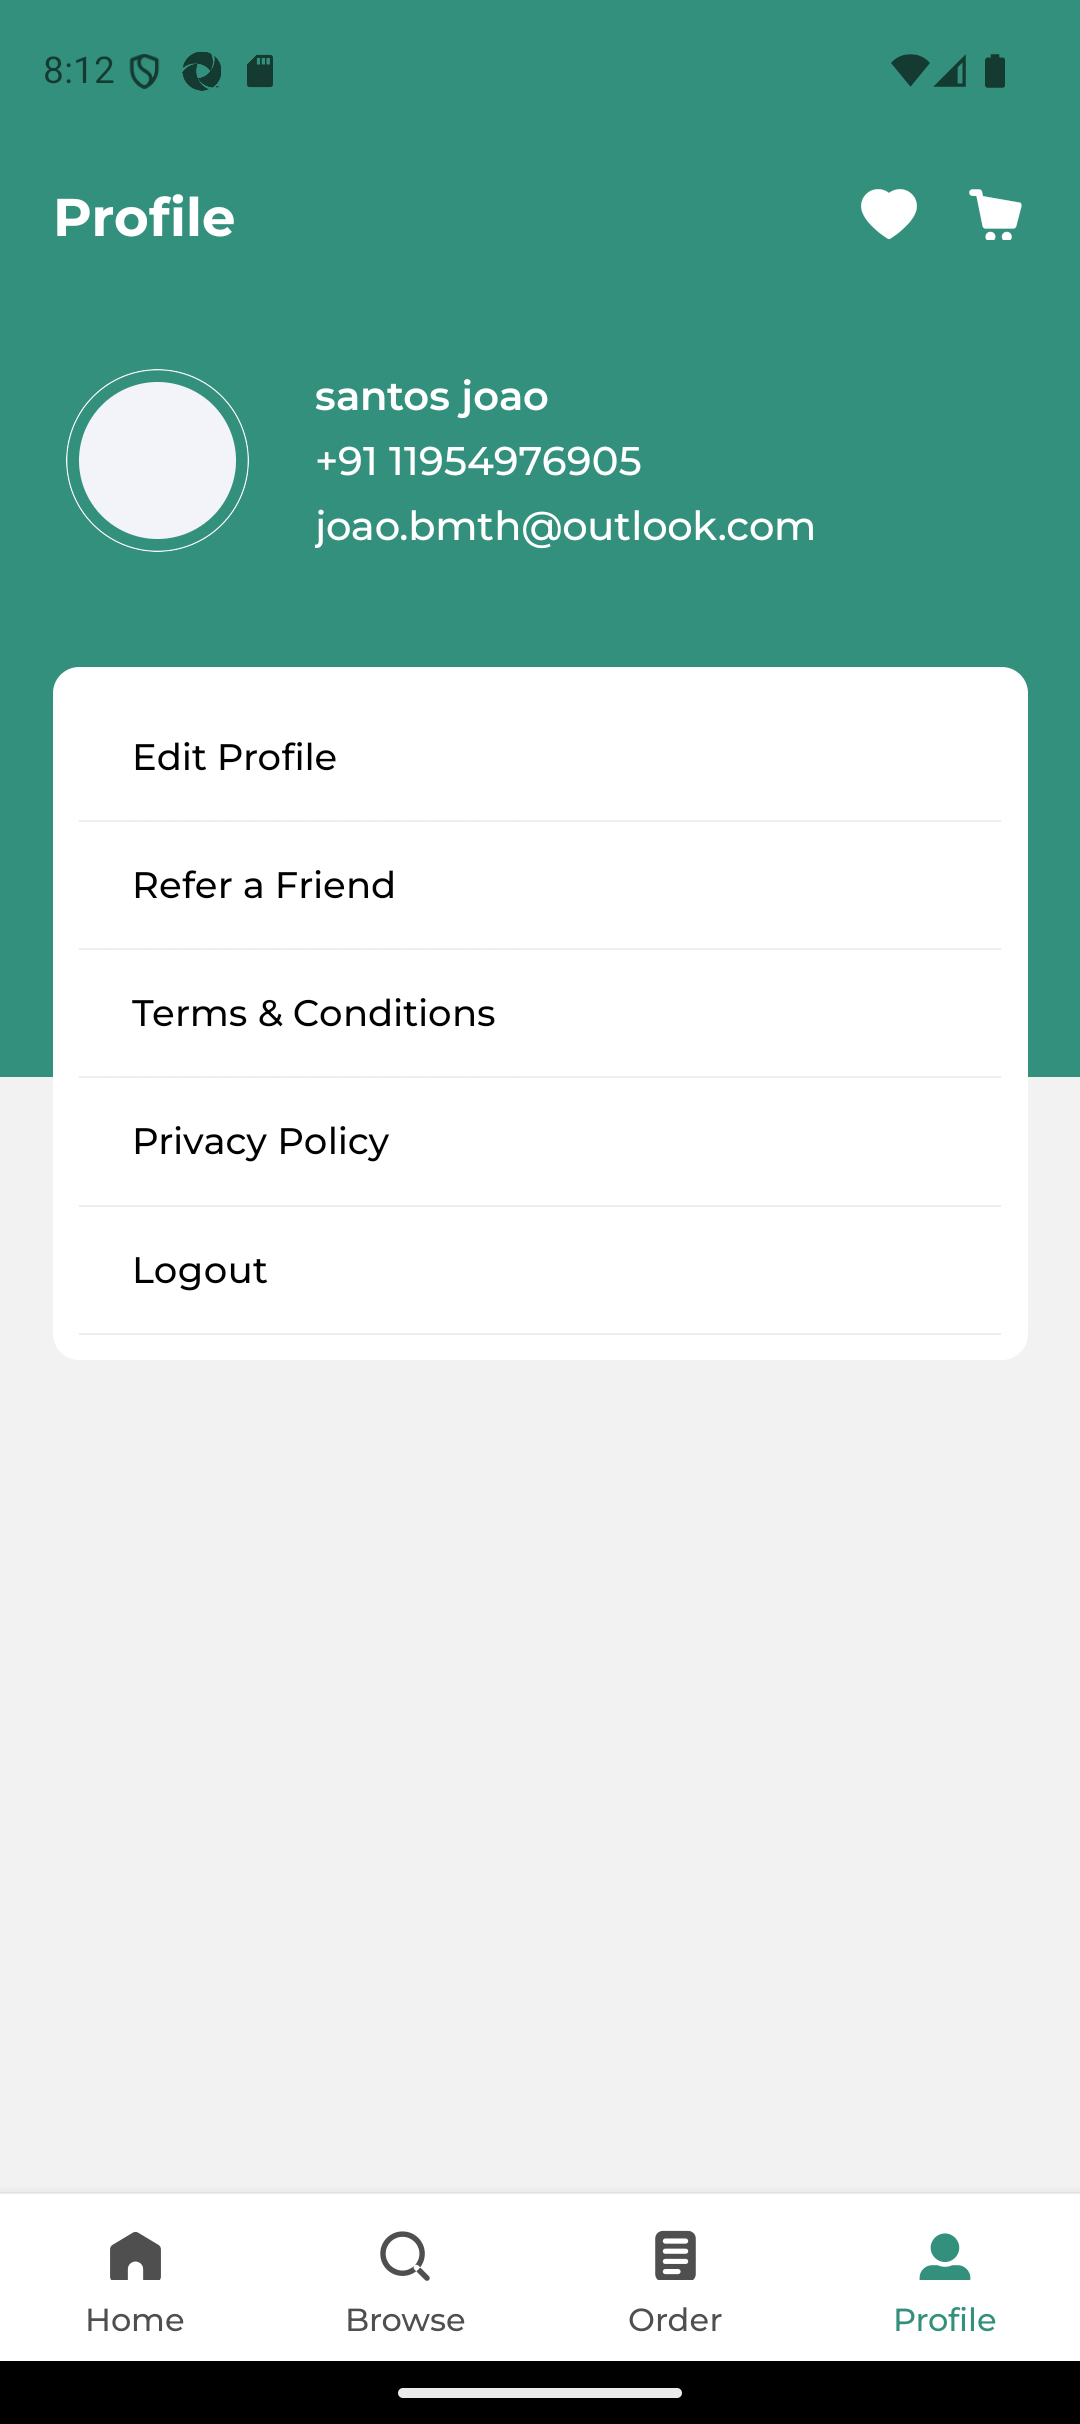 8:12
Profile
santos joao
+91 11954976905
joao.bmth@outlook.com
Edit Profile
Refer a Friend
Terms & Conditions
Privacy Policy
Logout
Home
Browse
Order
Profile